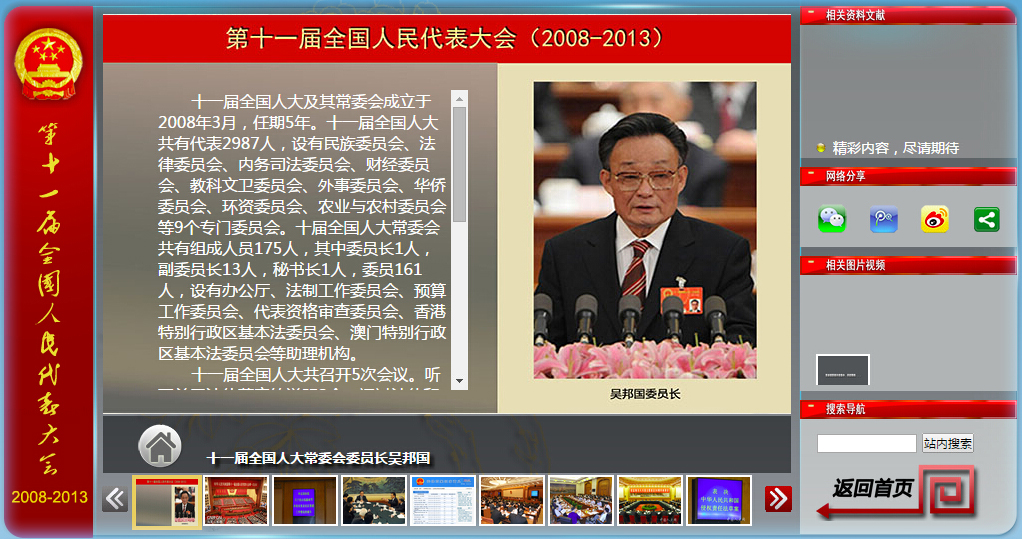 第十一届全国人民代表大会
2008-2013
第十一届全国人民代表大会（2008-2013）
十一届全国人大及其常委会成立于
2008年3月，任期5年。十一届全国人大
共有代表2987人，设有民族委员会、法
律委员会、内务司法委员会、财经委员
会、教科文卫委员会、外事委员会、华侨
委员会、环资委员会、农业与农村委员会
等9个专门委员会。十届全国人大常委会
共有组成人员175人，其中委员长1人，
副委员长13人，秘书长1人，委员161
人，设有办公厅、法制工作委员会、预算
工作委员会、代表资格审查委员会、香港
特别行政区基本法委员会、澳门特别行政
区基本法委员会等助理机构。
十一届全国人大共召开5次会议。听
吴邦国委员长
十一届全国人大常委会委员长吴邦国
表决
中华人民共和国
侵权责任法草案
相关资料文献
精彩内容，尽请期待
网络分享
相关图片视频
搜索导航
站内搜索
返回首页